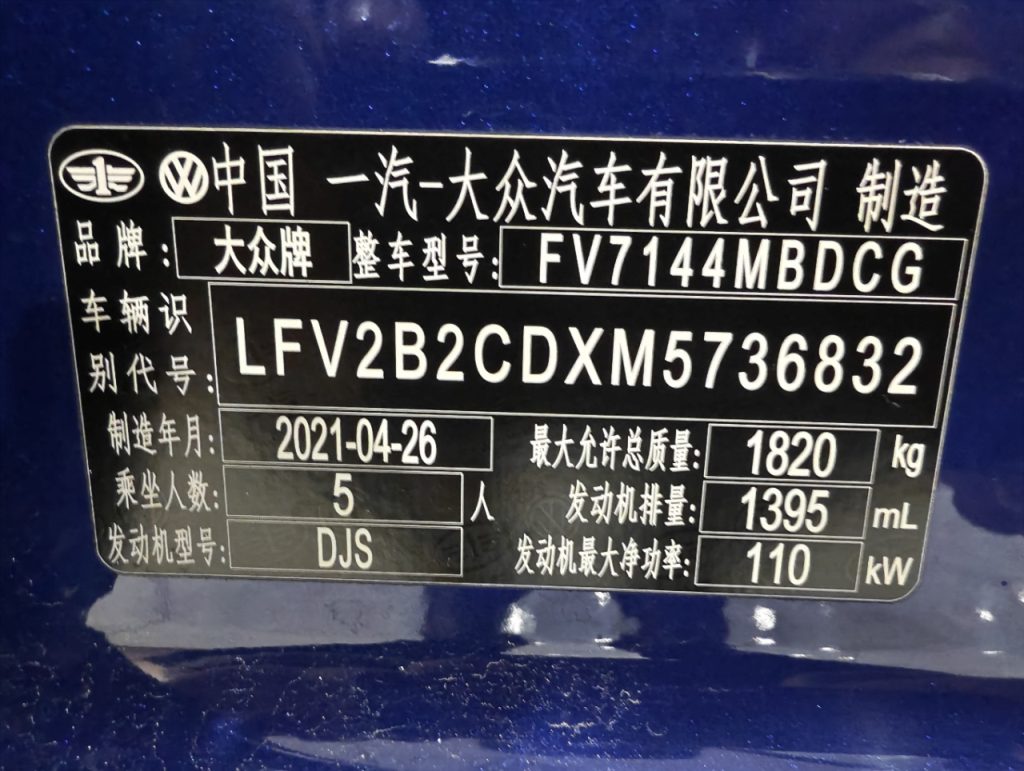 中国 一汽-大众汽车有限公司 制造
品牌: 大众牌 整车型号: FV7144MBDCG
车辆识
别代号: LFV2B2CDXM5736832
制造年月: 2021-04-26 最大允许总质量: 1820 kg
乘坐人数: 5 人 发动机排量: 1395 mL
发动机型号: DJS 发动机最大净功率: 110 kW